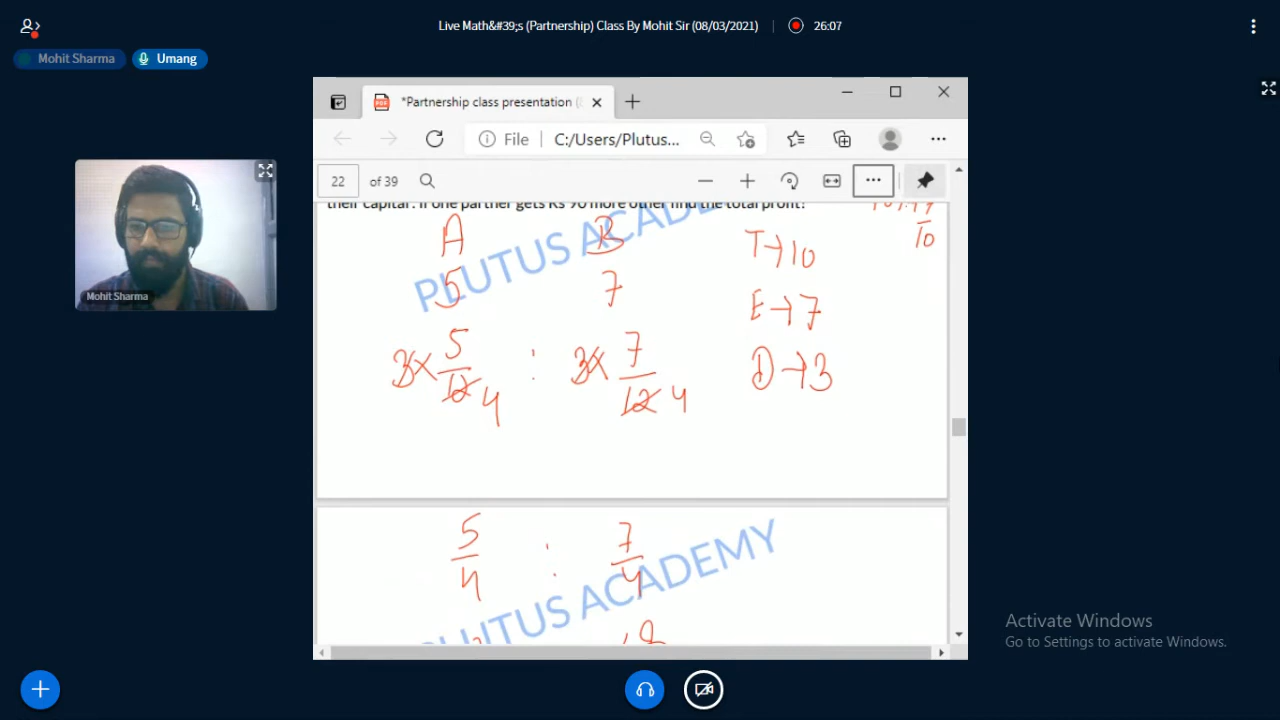 Live Math&#39;s (Partnership) Class By Mohit Sir (08/03/2021) 26:07
Mohit Sharma Umang
*Partnership class presentation (
File C:/Users/Plutus...
22 of 39
their capital. If one partner gets Rs 90 more other find the total profit?
10
A B T→10
5 7
E→7
3× 5/12 4 : 3× 7/12 4 D→3
PLUTUS ACADEMY
5/4 : 7/4
PLUTUS ACADEMY
Mohit Sharma
Activate Windows
Go to Settings to activate Windows.